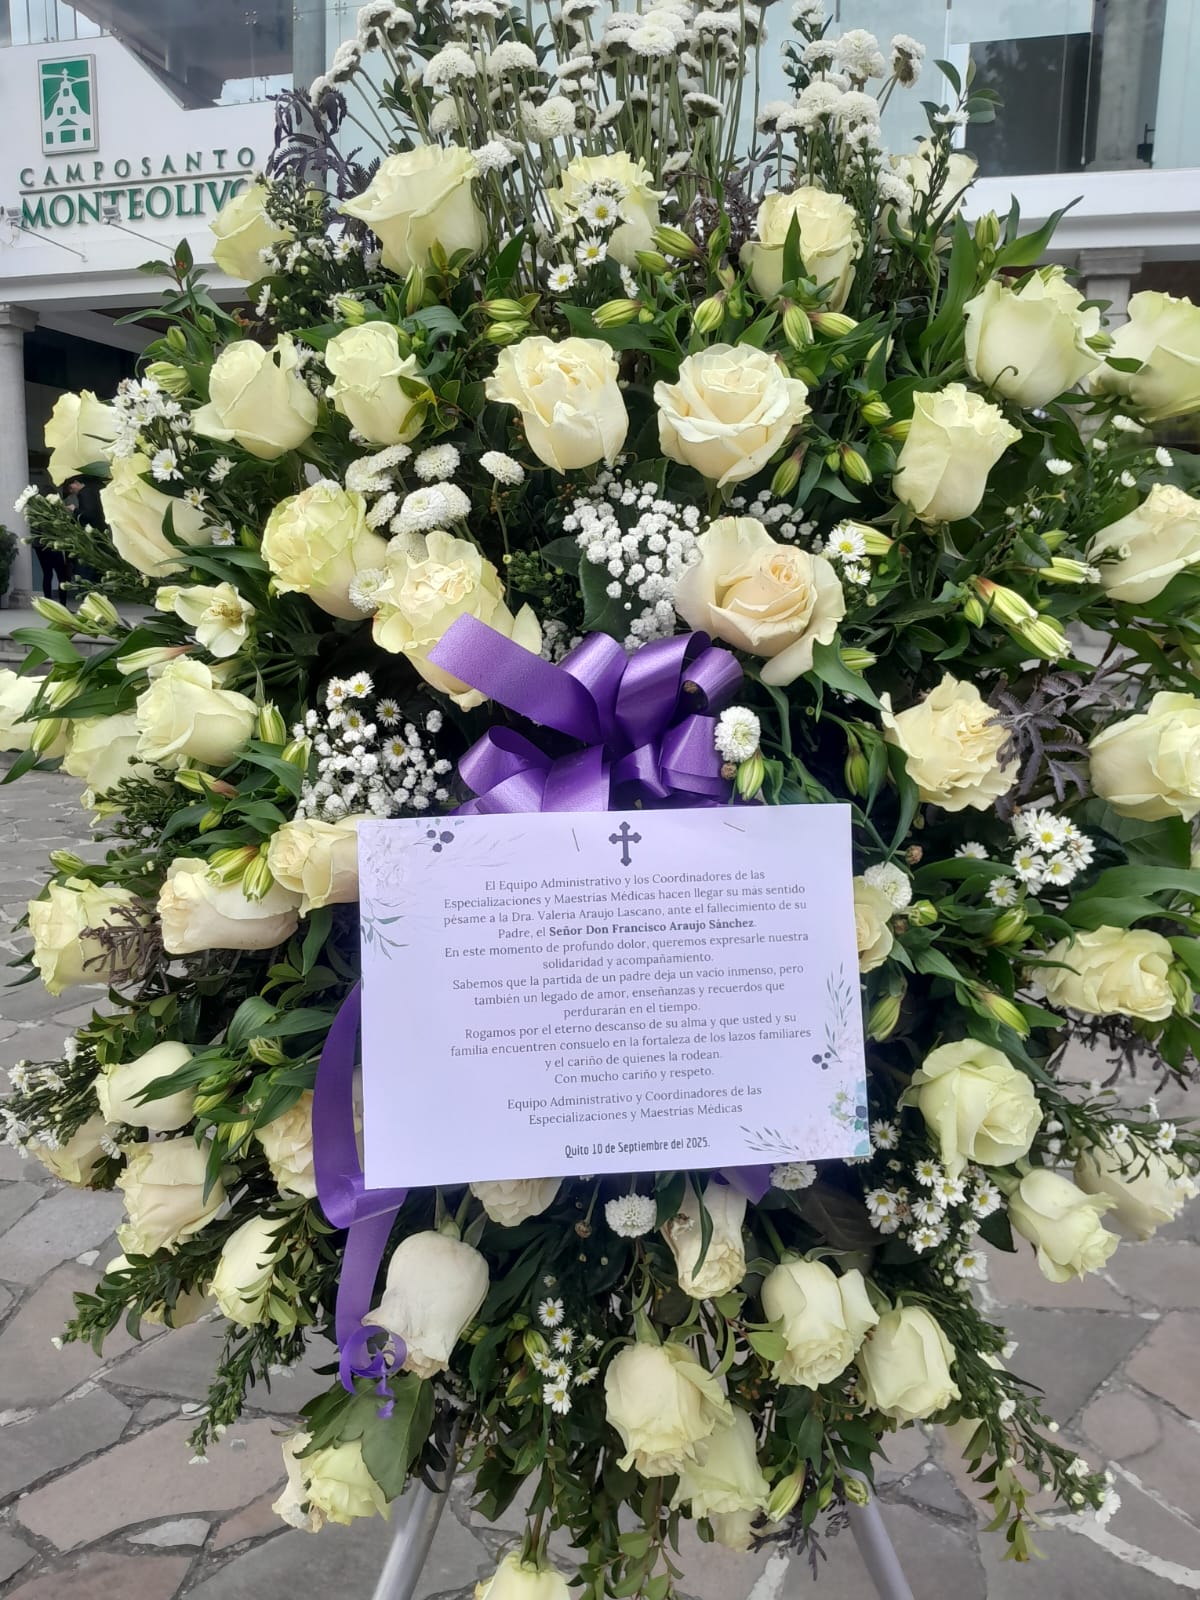 CAMPOSANTO
MONTEOLIVO
El Equipo Administrativo y los Coordinadores de las
Especializaciones y Maestrias Médicas hacen llegar su más sentido
pésame a la Dra. Valeria Araujo Lascano, ante el fallecimiento de su
Padre, el Señor Don Francisco Araujo Sánchez.
En este momento de profundo dolor, queremos expresarle nuestra
solidaridad y acompañamiento.
Sabemos que la partida de un padre deja un vacio inmenso, pero
también un legado de amor, enseñanzas y recuerdos que
perdurarán en el tiempo.
Rogamos por el eterno descanso de su alma y que usted y su
familia encuentren consuelo en la fortaleza de los lazos familiares
y el cariño de quienes la rodean.
Con mucho cariño y respeto.
Equipo Administrativo y Coordinadores de las
Especializaciones y Maestrias Médicas
Quito 10 de Septiembre del 2025.